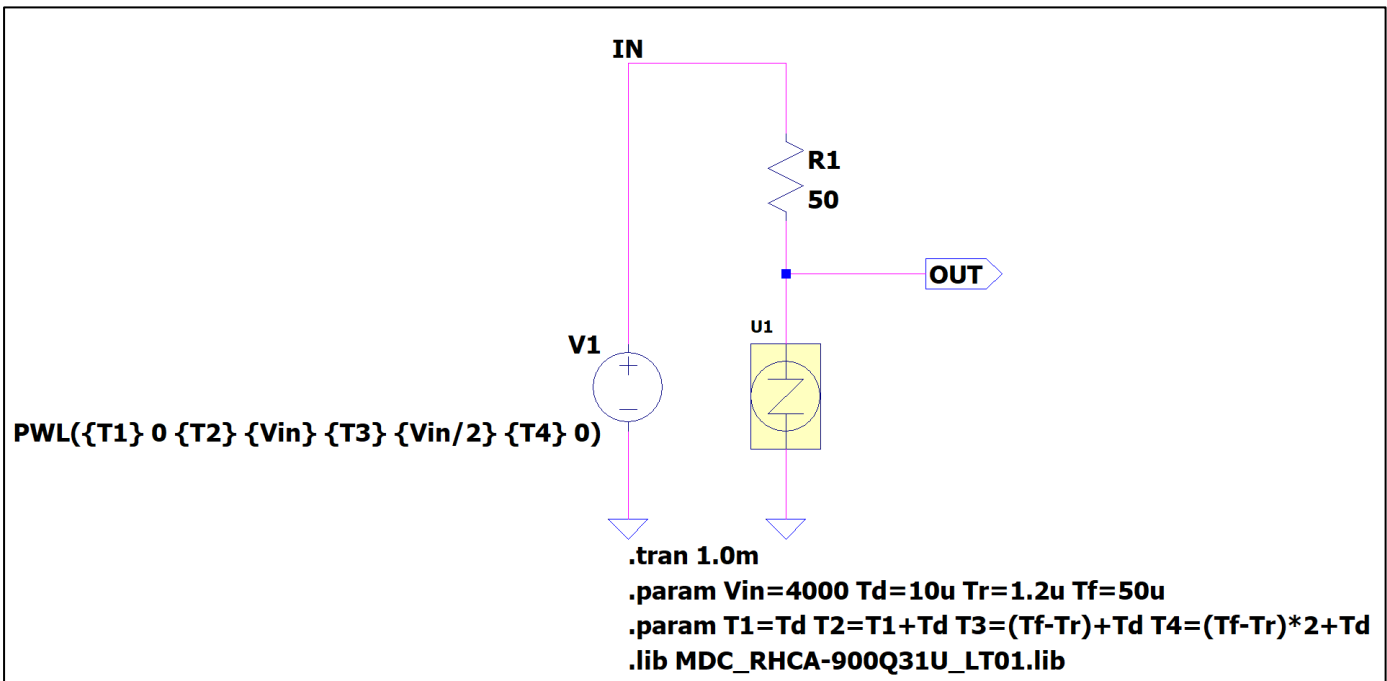 IN
R1
50
OUT
U1
V1
PWL({T1} 0 {T2} {Vin} {T3} {Vin/2} {T4} 0)
.tran 1.0m
.param Vin=4000 Td=10u Tr=1.2u Tf=50u
.param T1=Td T2=T1+Td T3=(Tf-Tr)+Td T4=(Tf-Tr)*2+Td
.lib MDC_RHCA-900Q31U_LT01.lib